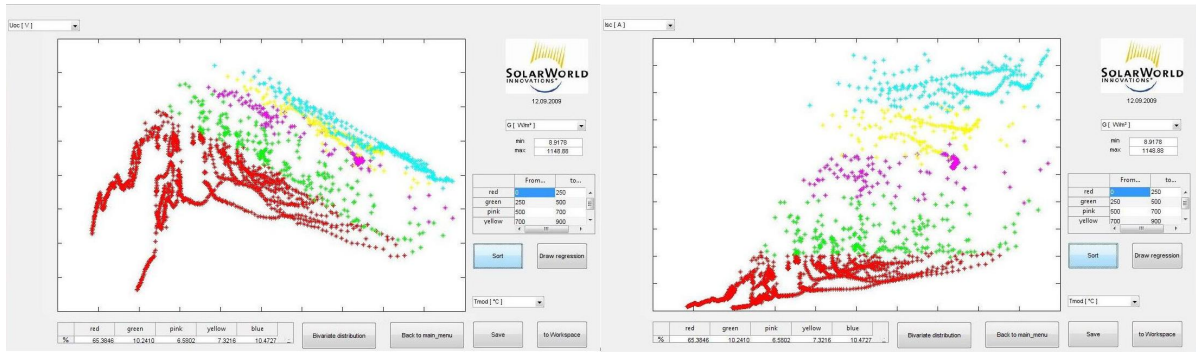 Uoc [ V ]
SOLARWORLD
INNOVATIONS
12.09.2009
G [ W/m² ]
min 8.9178
max 1148.88
From... to...
red 0 250
green 250 500
pink 500 700
yellow 700 900
Sort Draw regression
Tmod [ °C ]
red green pink yellow blue
% 65.3846 10.2410 6.5802 7.3216 10.4727
Bivariate distribution Back to main_menu Save to Workspace
Isc [ A ]
SOLARWORLD
INNOVATIONS
12.09.2009
G [ W/m² ]
min 8.9178
max 1148.88
From... to...
red 0 250
green 250 500
pink 500 700
yellow 700 900
Sort Draw regression
Tmod [ °C ]
red green pink yellow blue
% 65.3846 10.2410 6.5802 7.3216 10.4727
Bivariate distribution Back to main_menu Save to Workspace